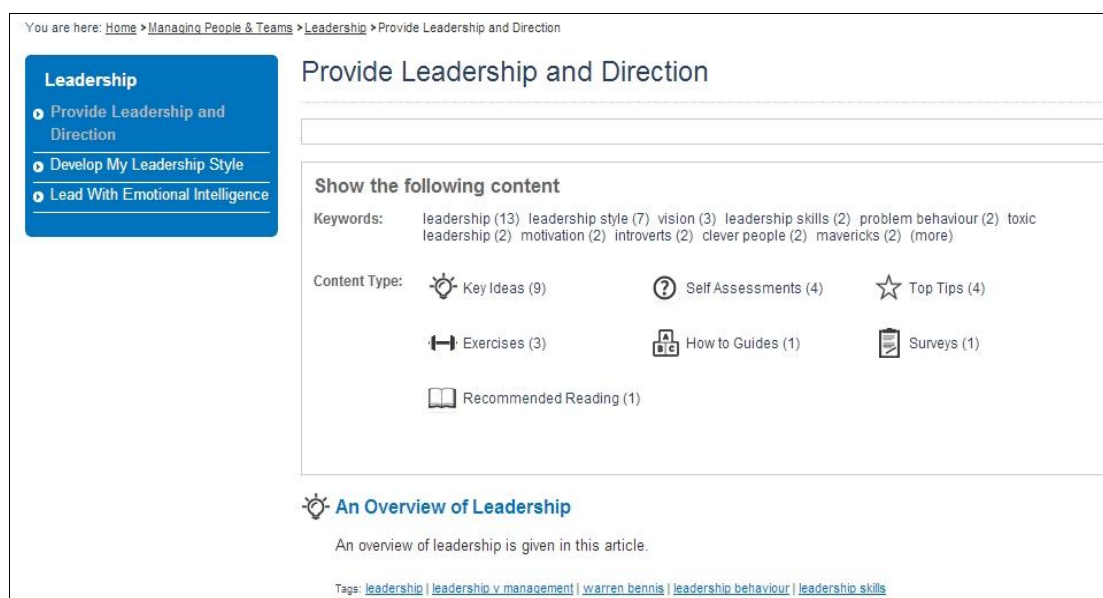 You are here: Home > Managing People & Teams > Leadership > Provide Leadership and Direction
Leadership
Provide Leadership and
Direction
Develop My Leadership Style
Lead With Emotional Intelligence
Provide Leadership and Direction
Show the following content
Keywords: leadership (13) leadership style (7) vision (3) leadership skills (2) problem behaviour (2) toxic
leadership (2) motivation (2) introverts (2) clever people (2) mavericks (2) (more)
Content Type: Key Ideas (9) Self Assessments (4) Top Tips (4)
Exercises (3) A B C How to Guides (1) Surveys (1)
Recommended Reading (1)
An Overview of Leadership
An overview of leadership is given in this article.
Tags: leadership | leadership v management | warren bennis | leadership behaviour | leadership skills